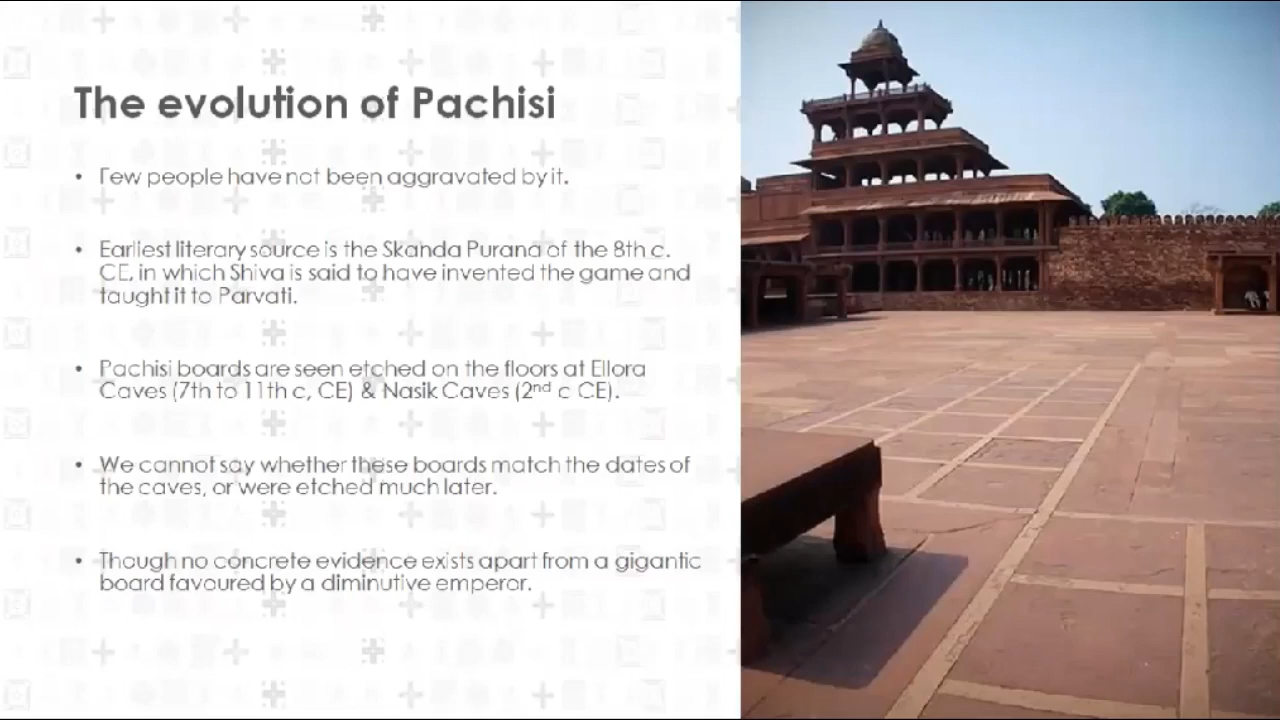 The evolution of Pachisi
• Few people have not been aggravated by it.
• Earliest literary source is the Skanda Purana of the 8th c.
CE, in which Shiva is said to have invented the game and
taught it to Parvati.
• Pachisi boards are seen etched on the floors at Ellora
Caves (7th to 11th c, CE) & Nasik Caves (2nd c CE).
• We cannot say whether these boards match the dates of
the caves, or were etched much later.
• Though no concrete evidence exists apart from a gigantic
board favoured by a diminutive emperor.